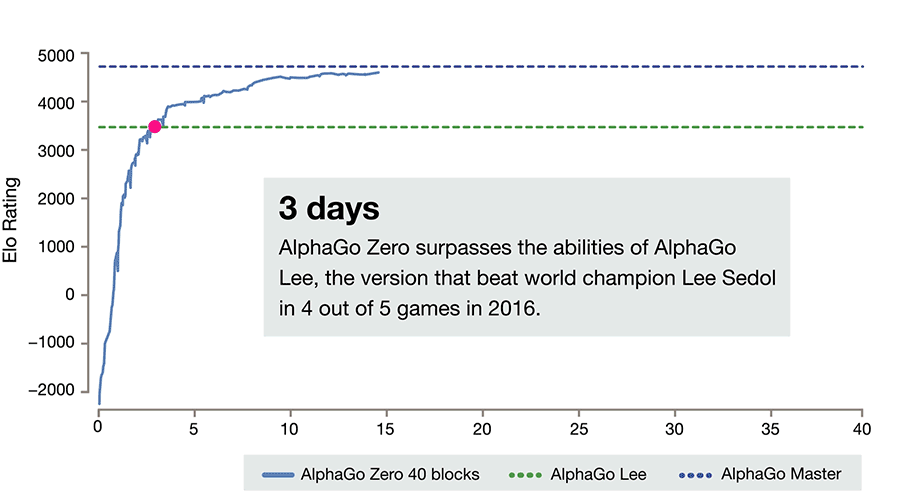 5000
4000
3000
2000
1000
0
−1000
−2000
Elo Rating
3 days
AlphaGo Zero surpasses the abilities of AlphaGo
Lee, the version that beat world champion Lee Sedol
in 4 out of 5 games in 2016.
0 5 10 15 20 25 30 35 40
AlphaGo Zero 40 blocks AlphaGo Lee AlphaGo Master